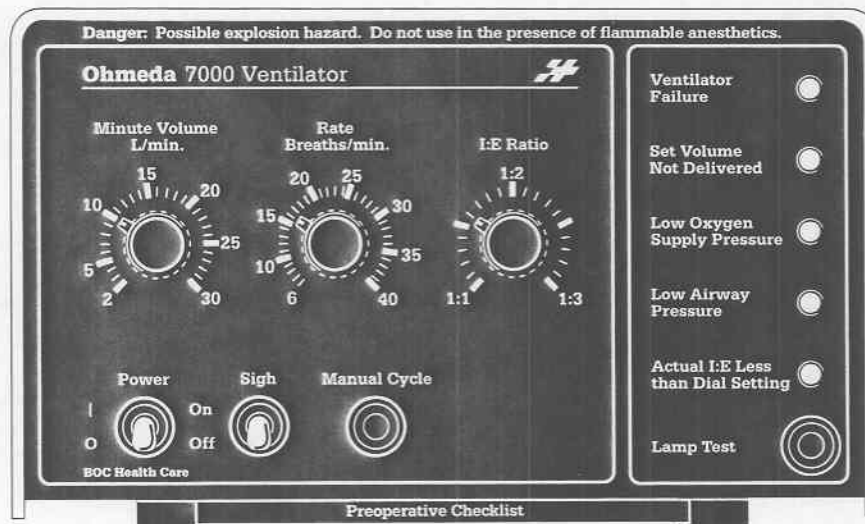 Danger: Possible explosion hazard. Do not use in the presence of flammable anesthetics.
Ohmeda 7000 Ventilator
Minute Volume
L/min.
2
5
10
15
20
25
30
Rate
Breaths/min.
6
10
15
20
25
30
35
40
I:E Ratio
1:1
1:2
1:3
Power
|
O
Sigh
On
Off
Manual Cycle
BOC Health Care
Ventilator
Failure
Set Volume
Not Delivered
Low Oxygen
Supply Pressure
Low Airway
Pressure
Actual I:E Less
than Dial Setting
Lamp Test
Preoperative Checklist